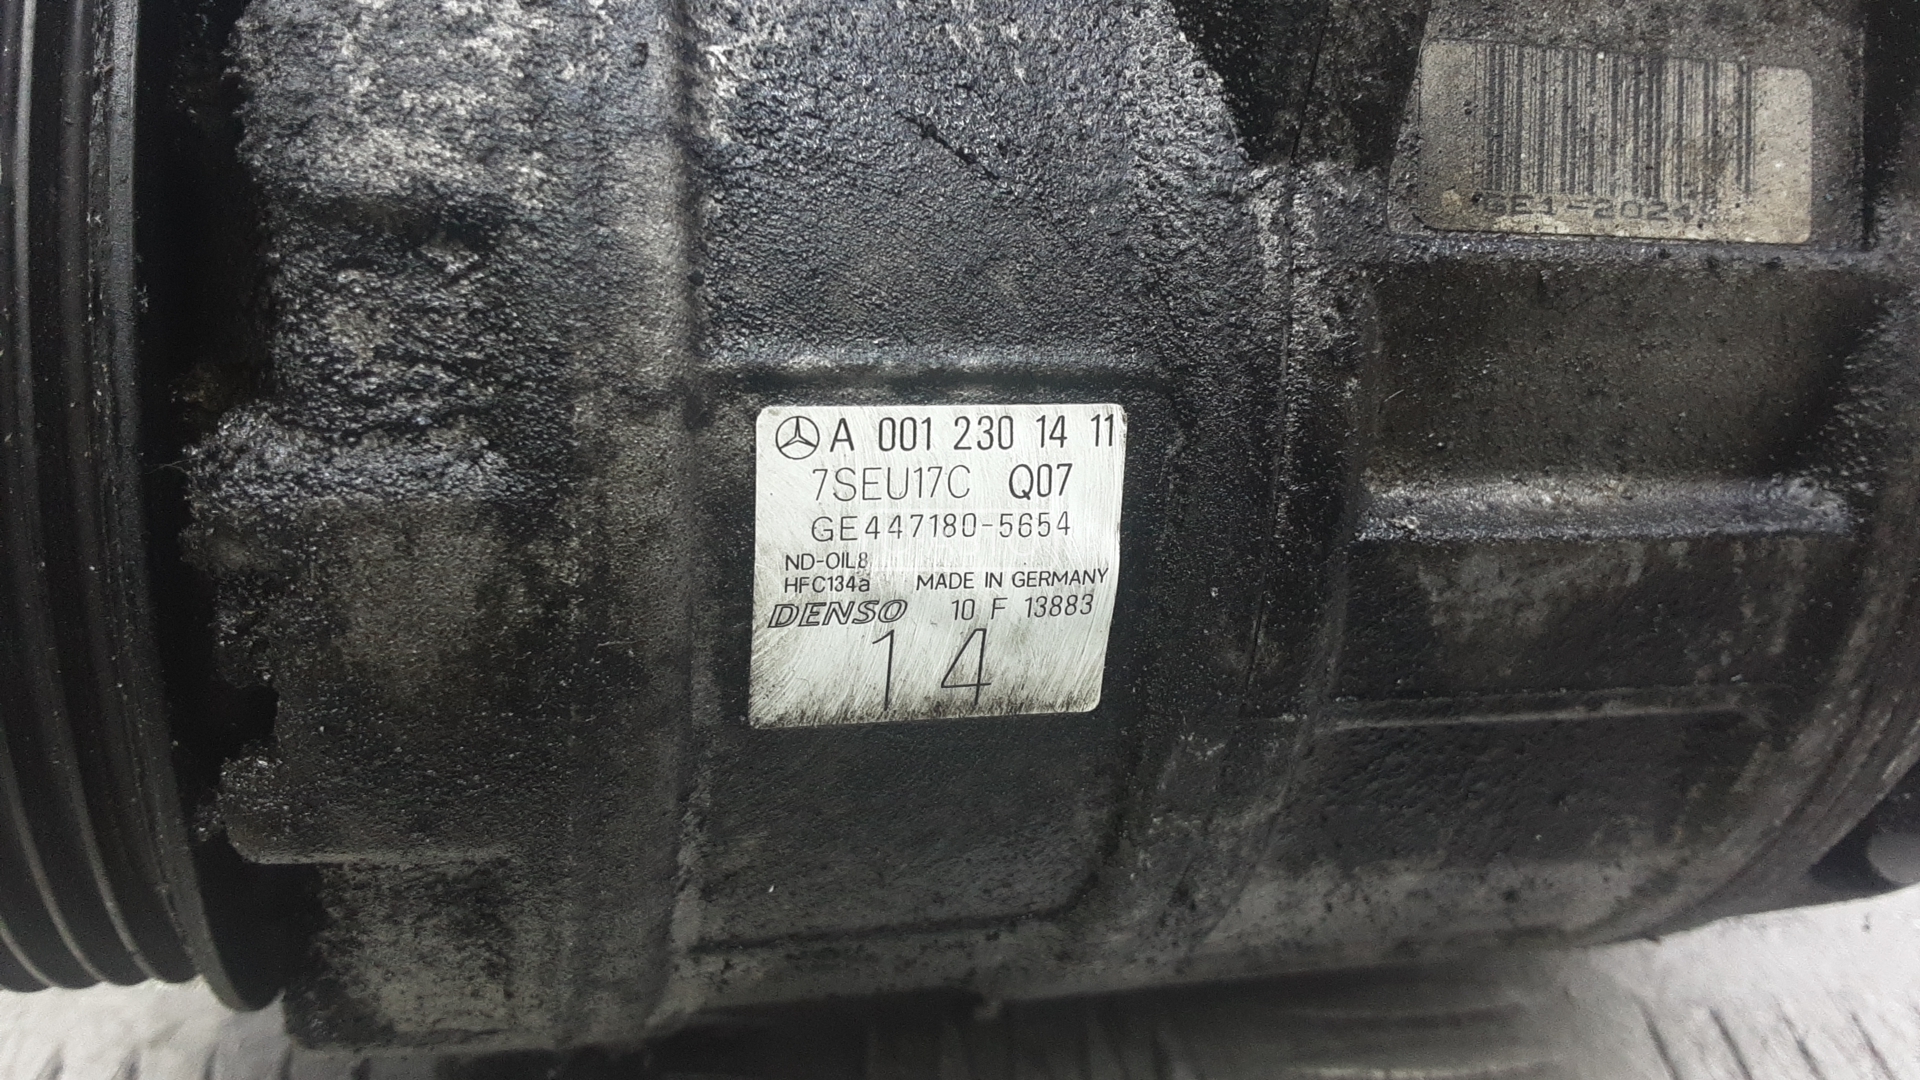 A 001 230 14 11
7SEU17C Q07
GE447180-5654
ND-OIL8
HFC134a MADE IN GERMANY
DENSO 10 F 13883
14